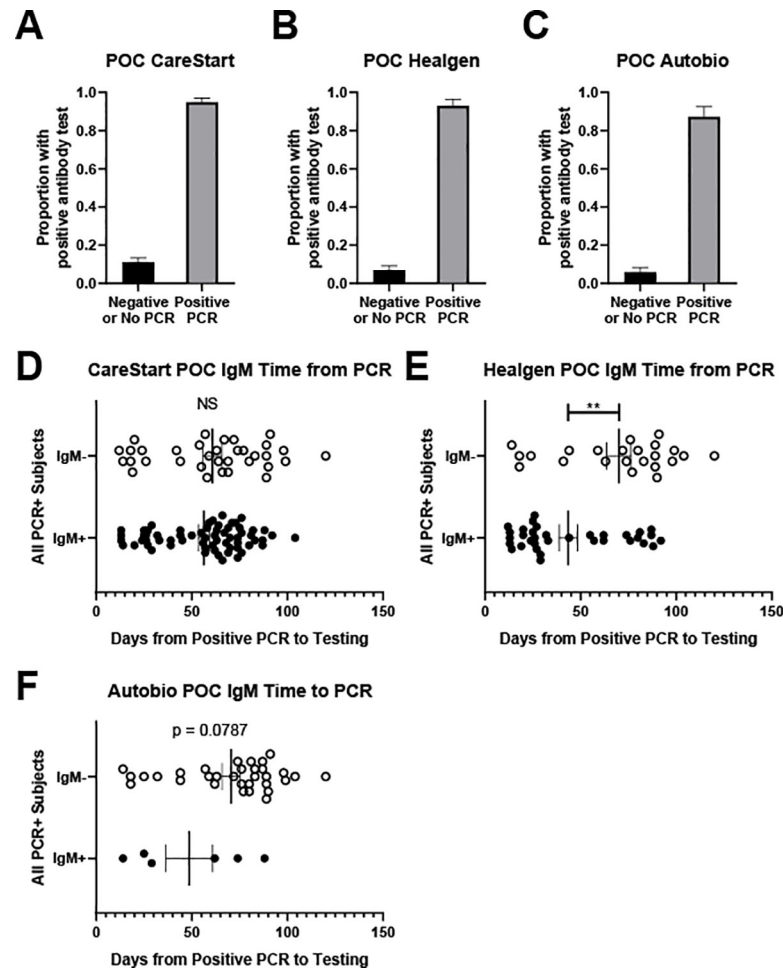 A
POC CareStart
Proportion with
positive antibody test
1.0
0.8
0.6
0.4
0.2
0.0
Negative
or No PCR
Positive
PCR
B
POC Healgen
Proportion with
positive antibody test
1.0
0.8
0.6
0.4
0.2
0.0
Negative
or No PCR
Positive
PCR
C
POC Autobio
Proportion with
positive antibody test
1.0
0.8
0.6
0.4
0.2
0.0
Negative
or No PCR
Positive
PCR
D
CareStart POC IgM Time from PCR
NS
All PCR+ Subjects
IgM-
IgM+
0
50
100
150
Days from Positive PCR to Testing
E
Healgen POC IgM Time from PCR
**
All PCR+ Subjects
IgM-
IgM+
0
50
100
150
Days from Positive PCR to Testing
F
Autobio POC IgM Time to PCR
p = 0.0787
All PCR+ Subjects
IgM-
IgM+
0
50
100
150
Days from Positive PCR to Testing